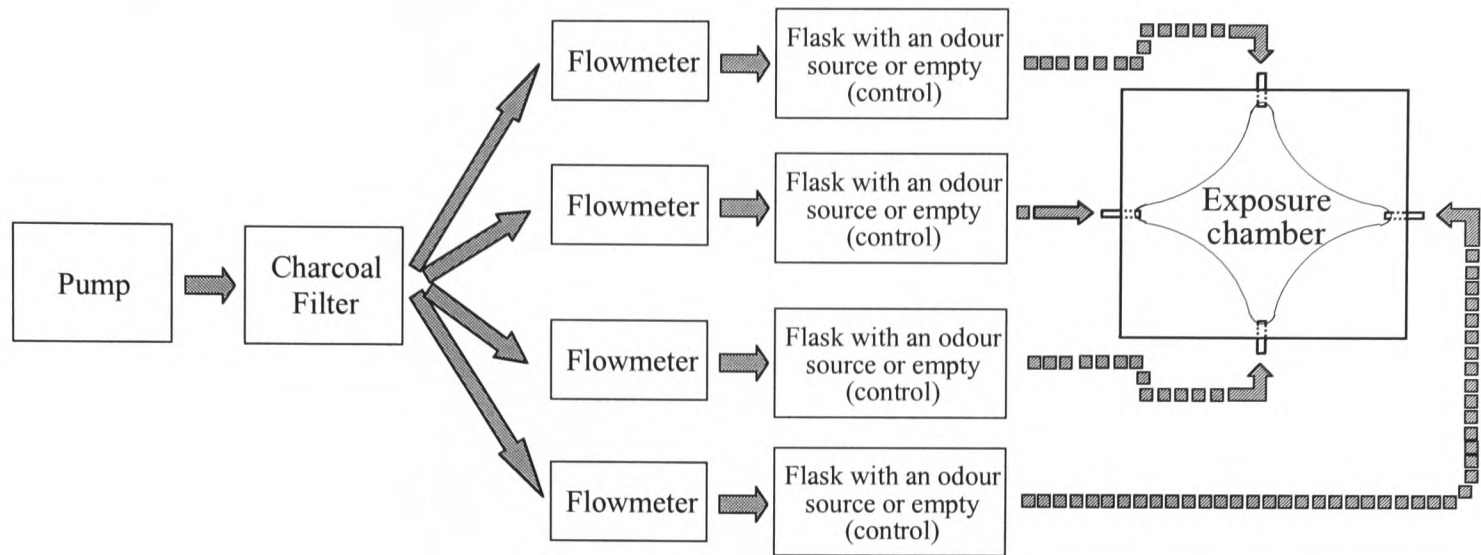 Pump
Charcoal
Filter
Flowmeter
Flask with an odour
source or empty
(control)
Flowmeter
Flask with an odour
source or empty
(control)
Flowmeter
Flask with an odour
source or empty
(control)
Flowmeter
Flask with an odour
source or empty
(control)
Exposure
chamber